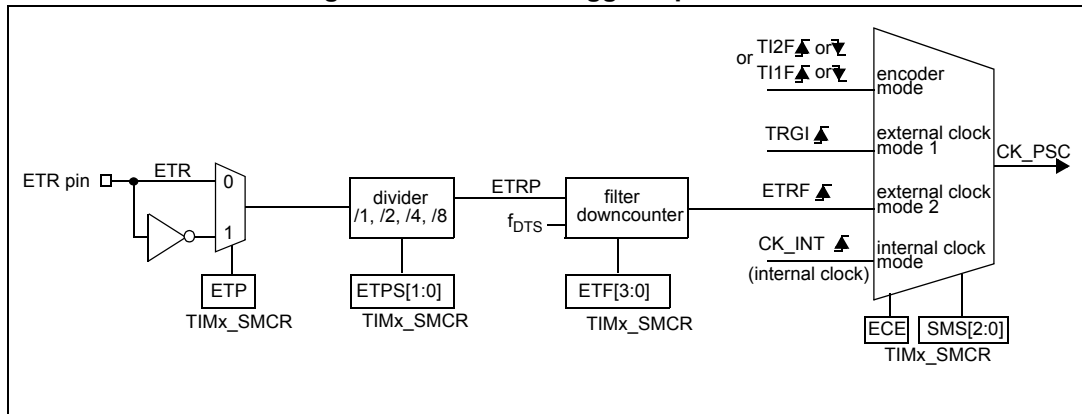 or TI2F or
TI1F or
encoder
mode
TRGI
external clock
mode 1
CK_PSC
ETR pin
ETR
0
1
divider
/1, /2, /4, /8
ETRP
filter
downcounter
fDTS
ETRF
external clock
mode 2
CK_INT
(internal clock)
internal clock
mode
ETP
TIMx_SMCR
ETPS[1:0]
TIMx_SMCR
ETF[3:0]
TIMx_SMCR
ECE
SMS[2:0]
TIMx_SMCR